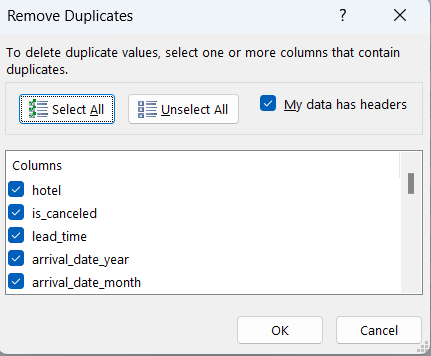 Remove Duplicates
?
To delete duplicate values, select one or more columns that contain
duplicates.
Select All
Unselect All
My data has headers
Columns
hotel
is_canceled
lead_time
arrival_date_year
arrival_date_month
OK
Cancel